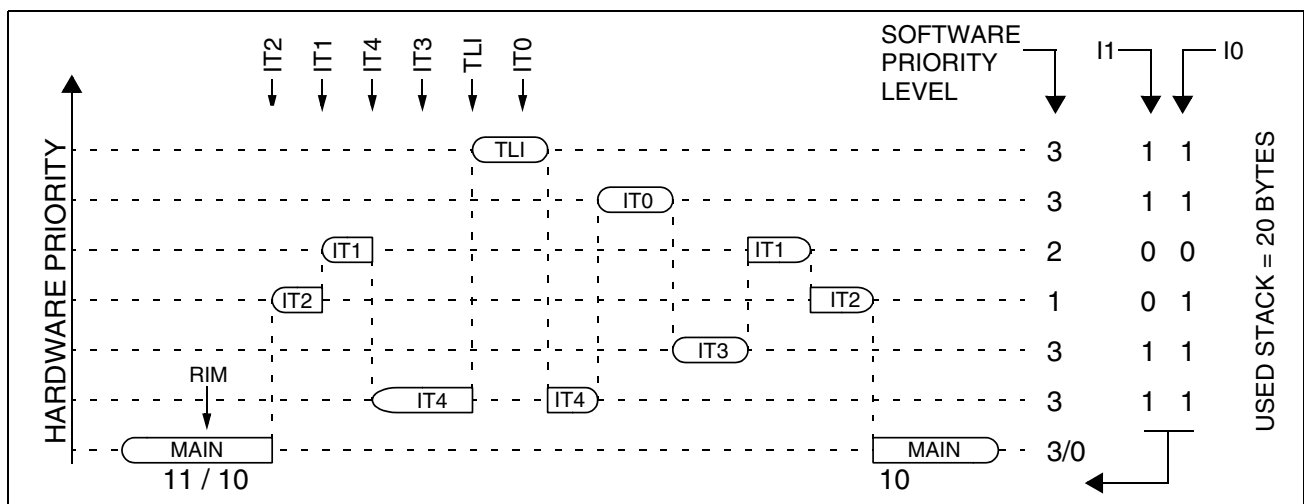 IT2
IT1
IT4
IT3
TLI
IT0
SOFTWARE
PRIORITY
LEVEL
I1
I0
HARDWARE PRIORITY
TLI
3
1 1
IT0
3
1 1
IT1
IT1
2
0 0
IT2
IT2
1
0 1
IT3
3
1 1
RIM
IT4
IT4
3
1 1
MAIN
MAIN
3/0
11 / 10
10
USED STACK = 20 BYTES